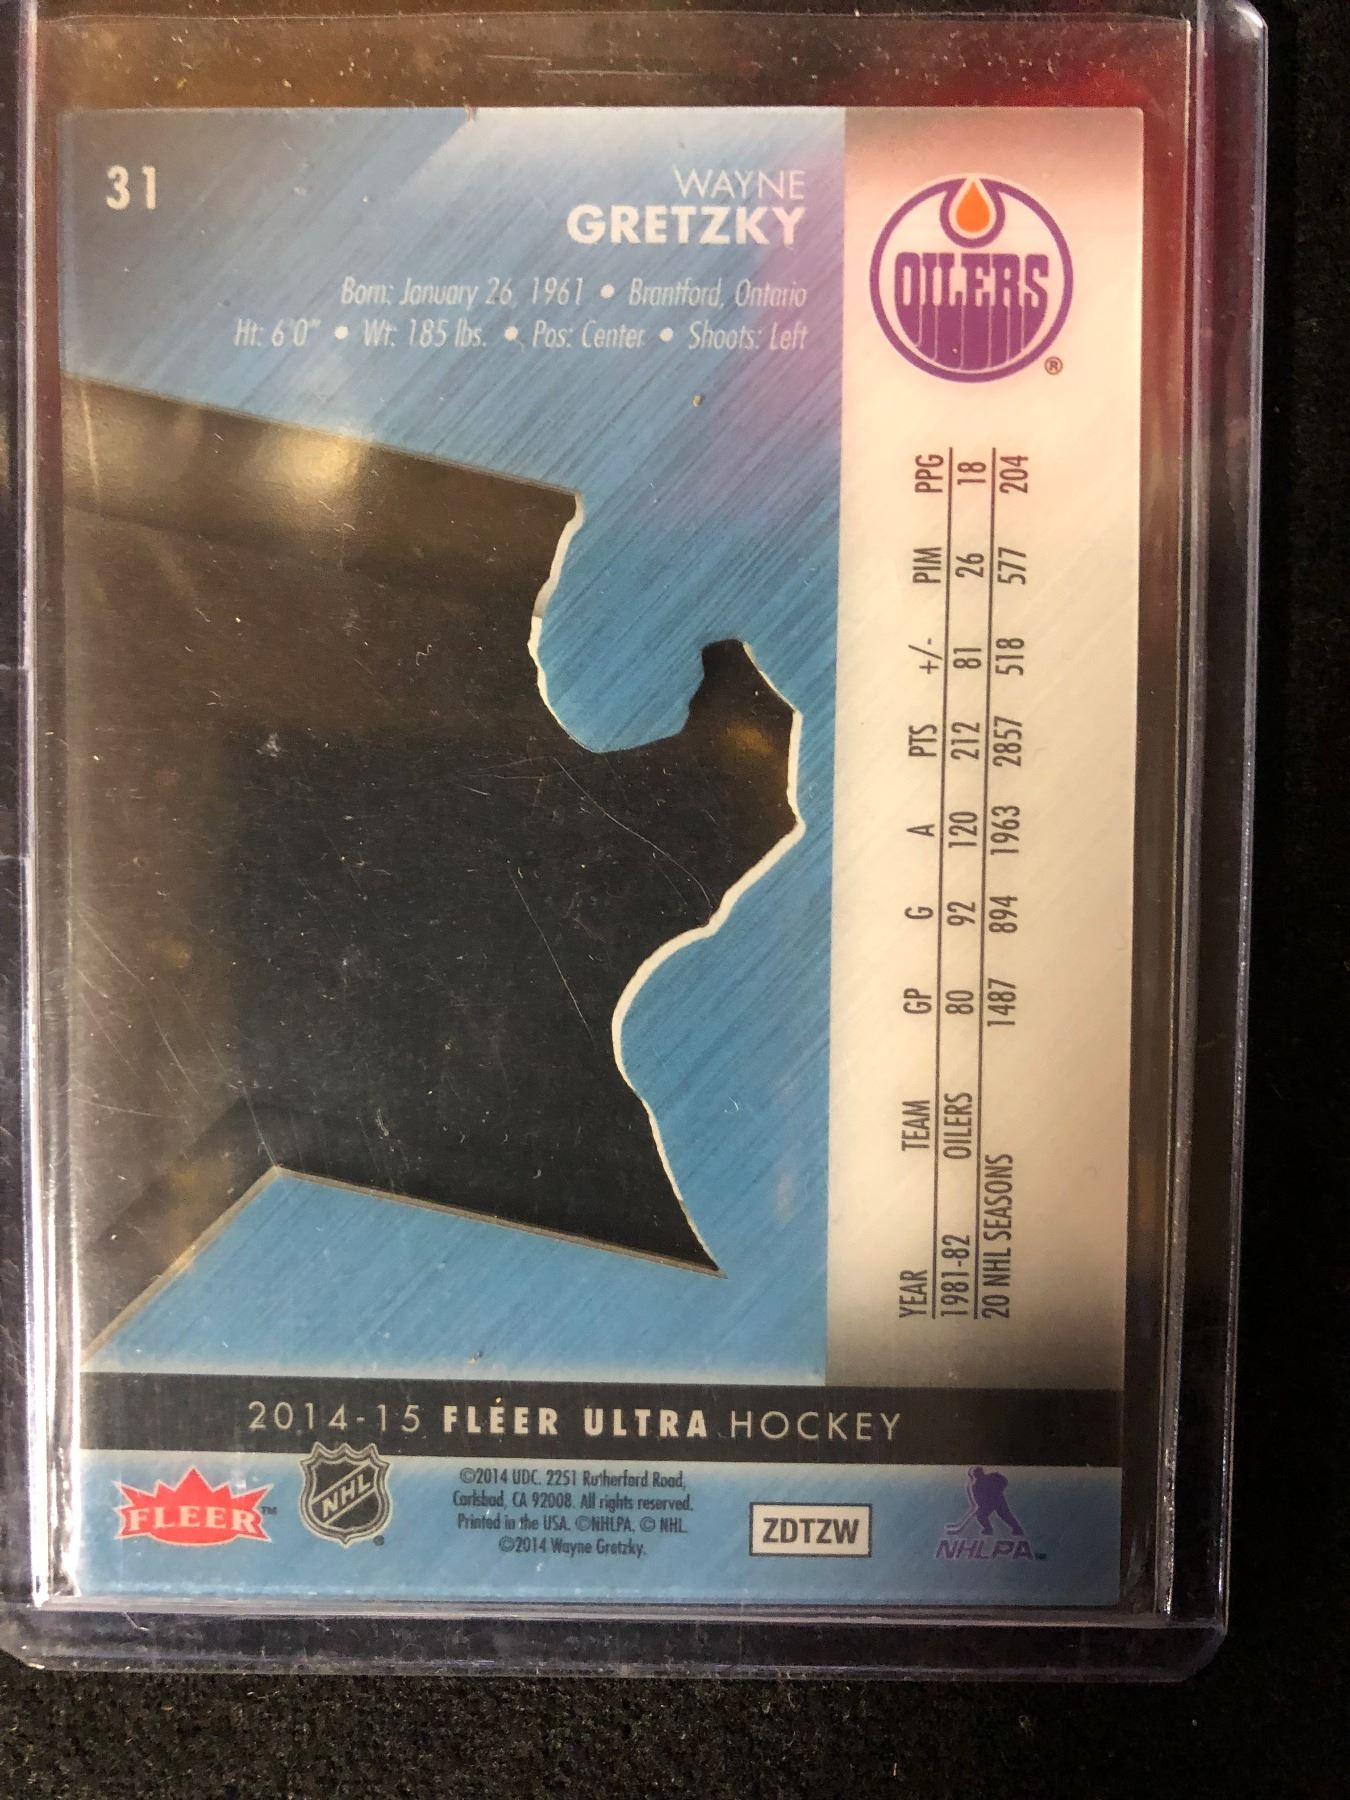 31
WAYNE
GRETZKY
Born: January 26, 1961 • Brantford, Ontario
Ht: 6'0" • Wt: 185 lbs. • Pos: Center • Shoots: Left
OILERS
®
YEAR TEAM GP G A PTS +/- PIM PPG
1981-82 OILERS 80 92 120 212 81 26 18
20 NHL SEASONS 1487 894 1963 2857 518 577 204
2014-15 FLEER ULTRA HOCKEY
FLEER™
NHL
©2014 UDC. 2251 Rutherford Road,
Carlsbad, CA 92008. All rights reserved.
Printed in the USA. ©NHLPA. © NHL.
©2014 Wayne Gretzky.
ZDTZW
NHLPA™